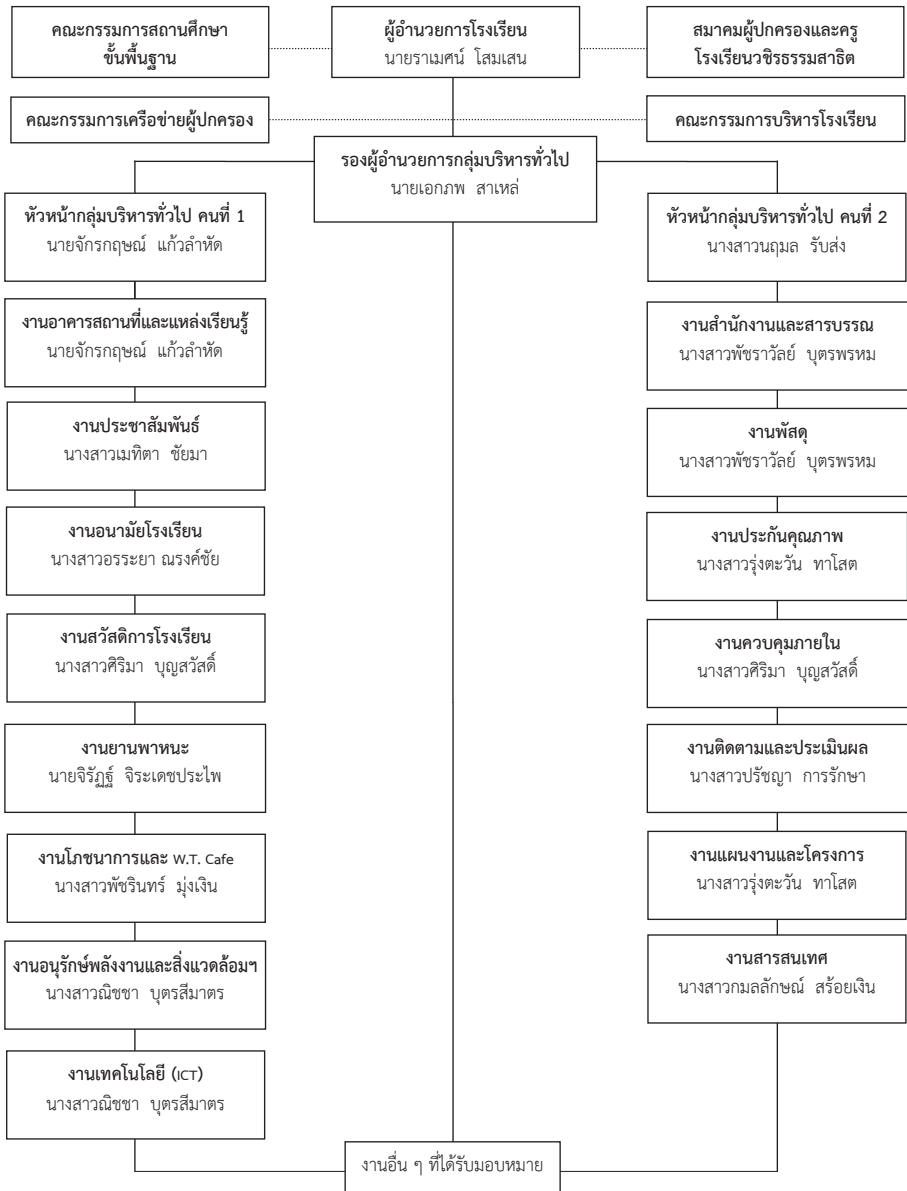 คณะกรรมการสถานศึกษา
ขั้นพื้นฐาน
ผู้อำนวยการโรงเรียน
นายราเมศน์ โสมเสน
สมาคมผู้ปกครองและครู
โรงเรียนวชิรธรรมสาธิต
คณะกรรมการเครือข่ายผู้ปกครอง
คณะกรรมการบริหารโรงเรียน
รองผู้อำนวยการกลุ่มบริหารทั่วไป
นายเอกภพ สาเหล่
หัวหน้ากลุ่มบริหารทั่วไป คนที่ 1
นายจักรกฤษณ์ แก้วลำหัด
งานอาคารสถานที่และแหล่งเรียนรู้
นายจักรกฤษณ์ แก้วลำหัด
งานประชาสัมพันธ์
นางสาวเมทิตา ชัยมา
งานอนามัยโรงเรียน
นางสาวอรระยา ณรงค์ชัย
งานสวัสดิการโรงเรียน
นางสาวศิริมา บุญสวัสดิ์
งานยานพาหนะ
นายจิรัฏฐ์ จิระเดชประไพ
งานโภชนาการและ W.T. Cafe
นางสาวพัชรินทร์ มุ่งเงิน
งานอนุรักษ์พลังงานและสิ่งแวดล้อมฯ
นางสาวณิชชา บุตรสีมาตร
งานเทคโนโลยี (ICT)
นางสาวณิชชา บุตรสีมาตร
หัวหน้ากลุ่มบริหารทั่วไป คนที่ 2
นางสาวนฤมล รับส่ง
งานสำนักงานและสารบรรณ
นางสาวพัชราวัลย์ บุตรพรหม
งานพัสดุ
นางสาวพัชราวัลย์ บุตรพรหม
งานประกันคุณภาพ
นางสาวรุ่งตะวัน ทาโสต
งานควบคุมภายใน
นางสาวศิริมา บุญสวัสดิ์
งานติดตามและประเมินผล
นางสาวปรัชญา การรักษา
งานแผนงานและโครงการ
นางสาวรุ่งตะวัน ทาโสต
งานสารสนเทศ
นางสาวกมลลักษณ์ สร้อยเงิน
งานอื่น ๆ ที่ได้รับมอบหมาย